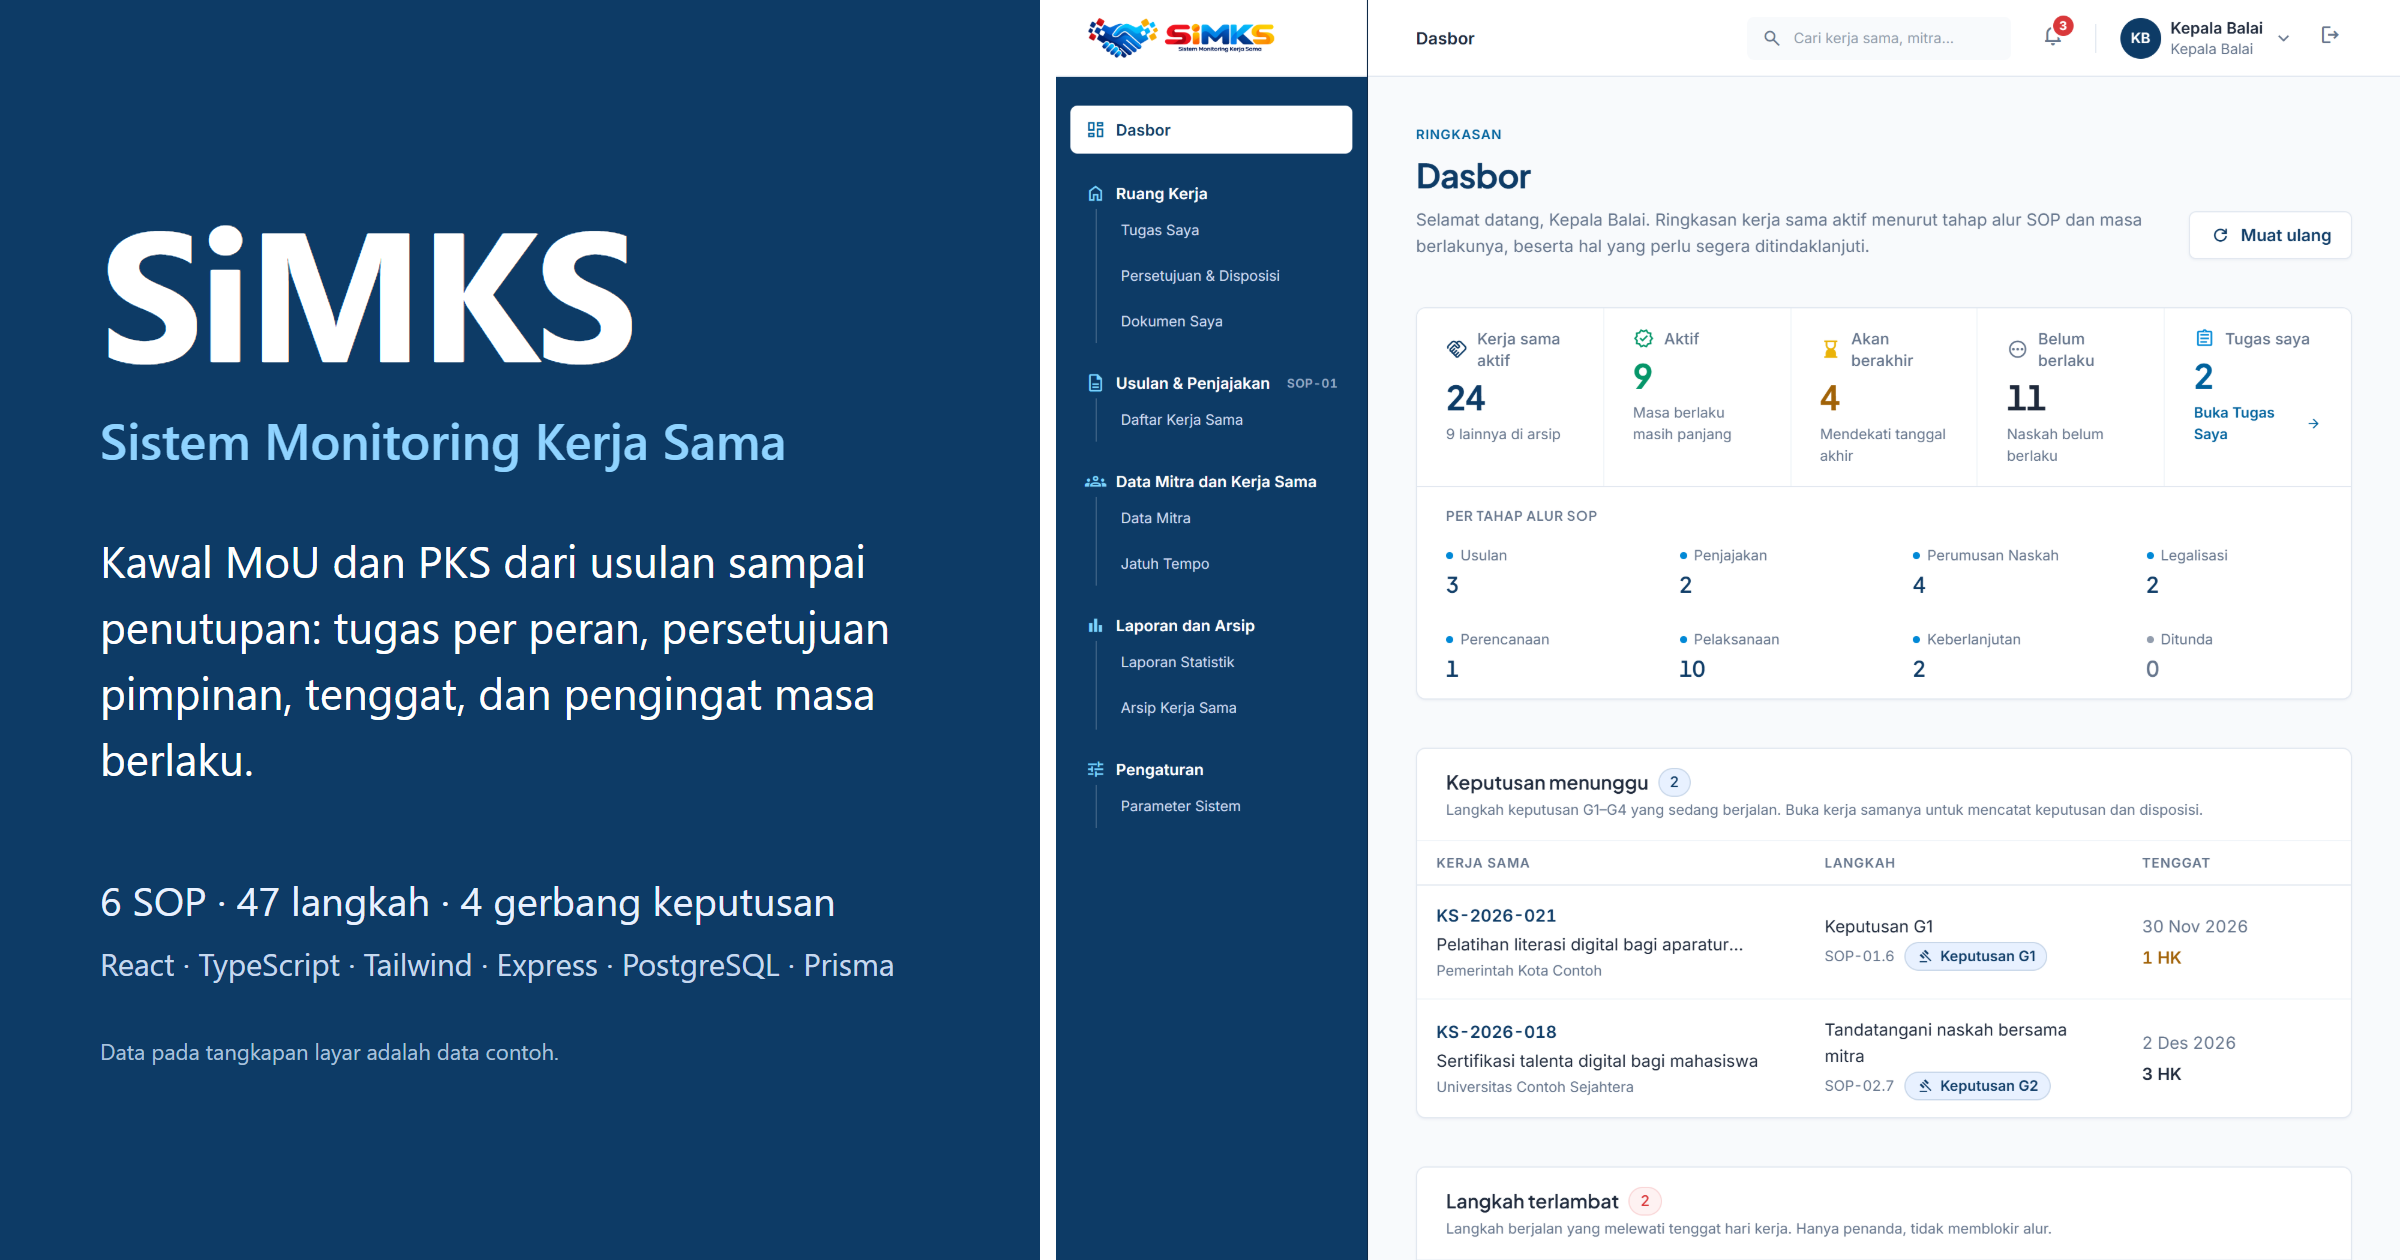 SiMKS
Sistem Monitoring Kerja Sama
Kawal MoU dan PKS dari usulan sampai
penutupan: tugas per peran, persetujuan
pimpinan, tenggat, dan pengingat masa
berlaku.
6 SOP · 47 langkah · 4 gerbang keputusan
React · TypeScript · Tailwind · Express · PostgreSQL · Prisma
Data pada tangkapan layar adalah data contoh.
SiMKS
Sistem Monitoring Kerja Sama
Dasbor
Ruang Kerja
Tugas Saya
Persetujuan & Disposisi
Dokumen Saya
Usulan & Penjajakan SOP-01
Daftar Kerja Sama
Data Mitra dan Kerja Sama
Data Mitra
Jatuh Tempo
Laporan dan Arsip
Laporan Statistik
Arsip Kerja Sama
Pengaturan
Parameter Sistem
Dasbor
Cari kerja sama, mitra...
3
KB
Kepala Balai
Kepala Balai
RINGKASAN
Dasbor
Selamat datang, Kepala Balai. Ringkasan kerja sama aktif menurut tahap alur SOP dan masa
berlakunya, beserta hal yang perlu segera ditindaklanjuti.
Muat ulang
Kerja sama
aktif
24
9 lainnya di arsip
Aktif
9
Masa berlaku
masih panjang
Akan
berakhir
4
Mendekati tanggal
akhir
Belum
berlaku
11
Naskah belum
berlaku
Tugas saya
2
Buka Tugas
Saya
PER TAHAP ALUR SOP
Usulan
3
Penjajakan
2
Perumusan Naskah
4
Legalisasi
2
Perencanaan
1
Pelaksanaan
10
Keberlanjutan
2
Ditunda
0
Keputusan menunggu 2
Langkah keputusan G1–G4 yang sedang berjalan. Buka kerja samanya untuk mencatat keputusan dan disposisi.
KERJA SAMA LANGKAH TENGGAT
KS-2026-021
Pelatihan literasi digital bagi aparatur...
Pemerintah Kota Contoh
Keputusan G1
SOP-01.6 Keputusan G1
30 Nov 2026
1 HK
KS-2026-018
Sertifikasi talenta digital bagi mahasiswa
Universitas Contoh Sejahtera
Tandatangani naskah bersama
mitra
SOP-02.7 Keputusan G2
2 Des 2026
3 HK
Langkah terlambat 2
Langkah berjalan yang melewati tenggat hari kerja. Hanya penanda, tidak memblokir alur.